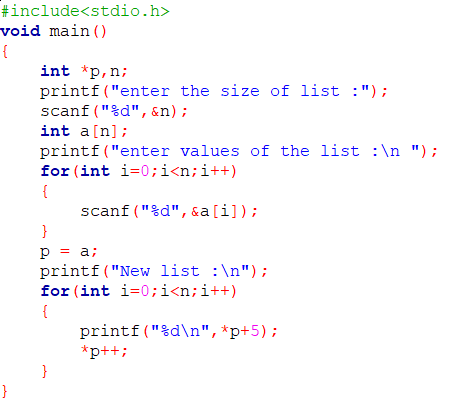 #include<stdio.h>
void main()
{
    int *p,n;
    printf("enter the size of list :");
    scanf("%d",&n);
    int a[n];
    printf("enter values of the list :\n ");
    for(int i=0;i<n;i++)
    {
        scanf("%d",&a[i]);
    }
    p = a;
    printf("New list :\n");
    for(int i=0;i<n;i++)
    {
        printf("%d\n",*p+5);
        *p++;
    }
}